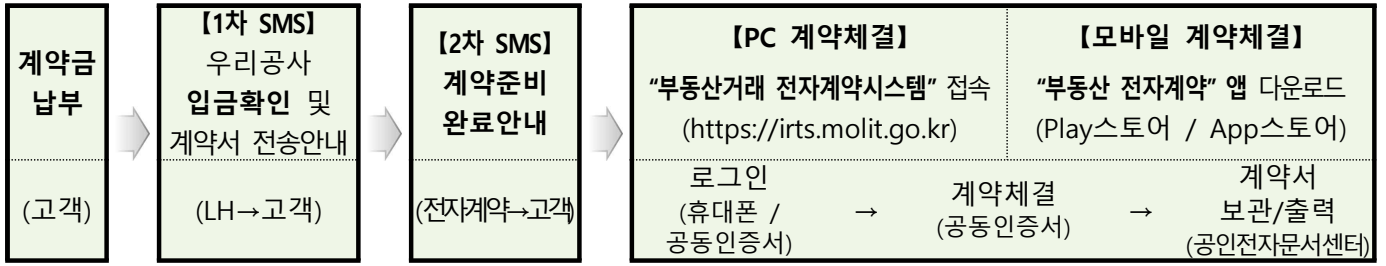 계약금
납부
(고객)
【1차 SMS】
우리공사
입금확인 및
계약서 전송안내
(LH→고객)
【2차 SMS】
계약준비
완료안내
(전자계약→고객)
【PC 계약체결】
“부동산거래 전자계약시스템” 접속
(https://irts.molit.go.kr)
【모바일 계약체결】
“부동산 전자계약” 앱 다운로드
(Play스토어 / App스토어)
로그인
(휴대폰 /
공동인증서)
→
계약체결
(공동인증서)
→
계약서
보관/출력
(공인전자문서센터)